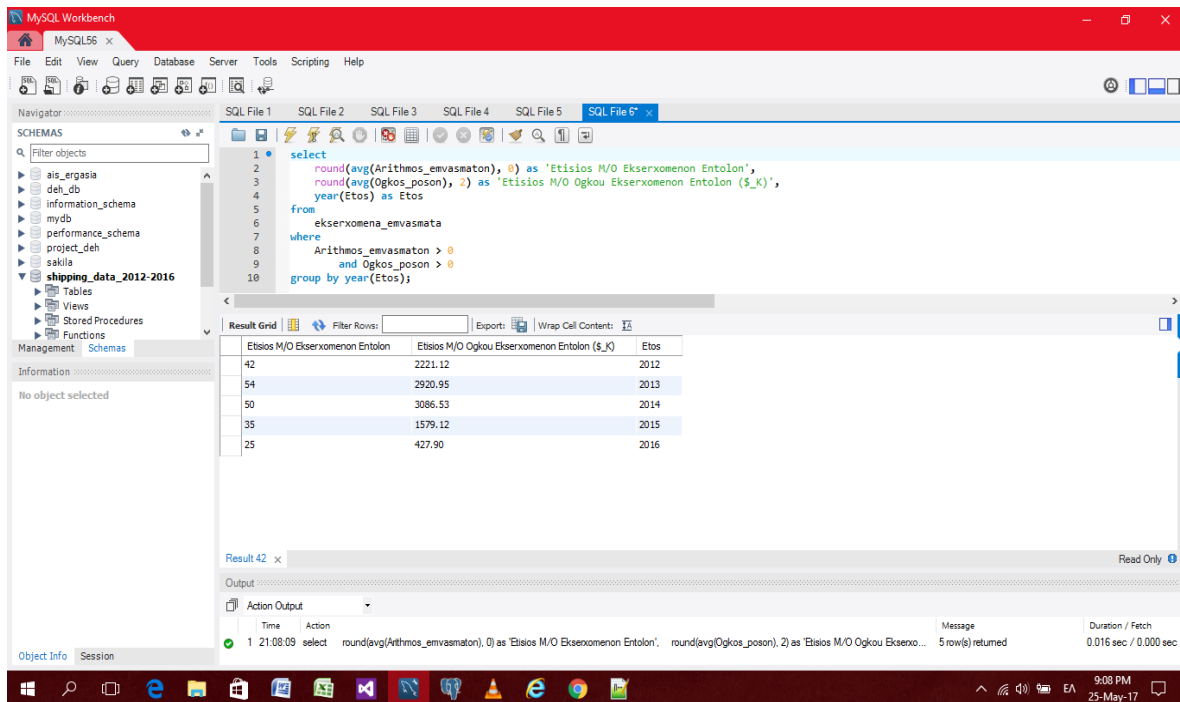 MySQL Workbench
MySQL56 ×
File Edit View Query Database Server Tools Scripting Help
Navigator
SCHEMAS
Filter objects
ais_ergasia
deh_db
information_schema
mydb
performance_schema
project_deh
sakila
shipping_data_2012-2016
Tables
Views
Stored Procedures
Functions
Management Schemas
Information
No object selected
Object Info Session
SQL File 1 SQL File 2 SQL File 3 SQL File 4 SQL File 5 SQL File 6* ×
1 select
2 round(avg(Arithmos_emvasmaton), 0) as 'Etisios M/O Ekserxomenon Entolon',
3 round(avg(Ogkos_poson), 2) as 'Etisios M/O Ogkou Ekserxomenon Entolon ($_K)',
4 year(Etos) as Etos
5 from
6 ekserxomena_emvasmata
7 where
8 Arithmos_emvasmaton > 0
9 and Ogkos_poson > 0
10 group by year(Etos);
Result Grid Filter Rows: Export: Wrap Cell Content:
Etisios M/O Ekserxomenon Entolon Etisios M/O Ogkou Ekserxomenon Entolon ($_K) Etos
42 2221.12 2012
54 2920.95 2013
50 3086.53 2014
35 1579.12 2015
25 427.90 2016
Result 42 × Read Only
Output
Action Output
Time Action Message Duration / Fetch
1 21:08:09 select round(avg(Arithmos_emvasmaton), 0) as 'Etisios M/O Ekserxomenon Entolon', round(avg(Ogkos_poson), 2) as 'Etisios M/O Ogkou Ekserxo... 5 row(s) returned 0.016 sec / 0.000 sec
ΕΛ 9:08 PM
25-May-17